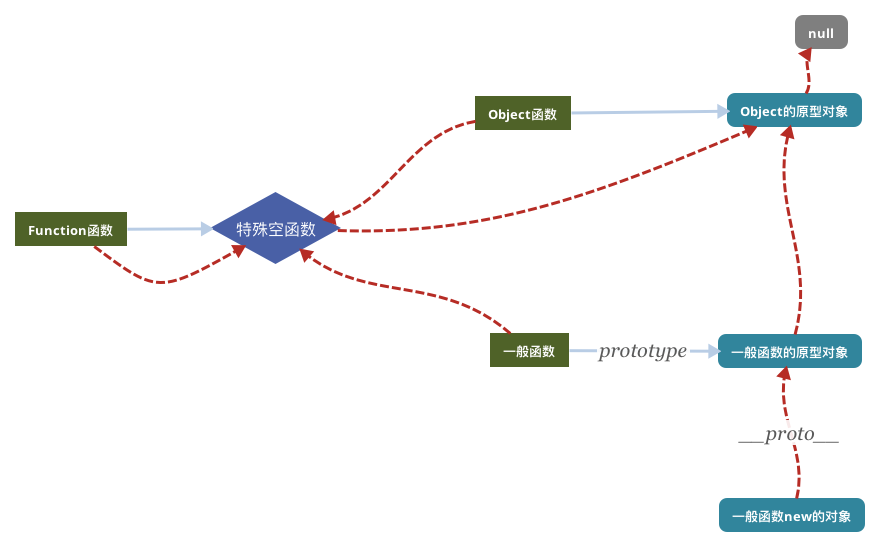 null
Object函数
Object的原型对象
Function函数
特殊空函数
一般函数
prototype
一般函数的原型对象
__proto__
一般函数new的对象